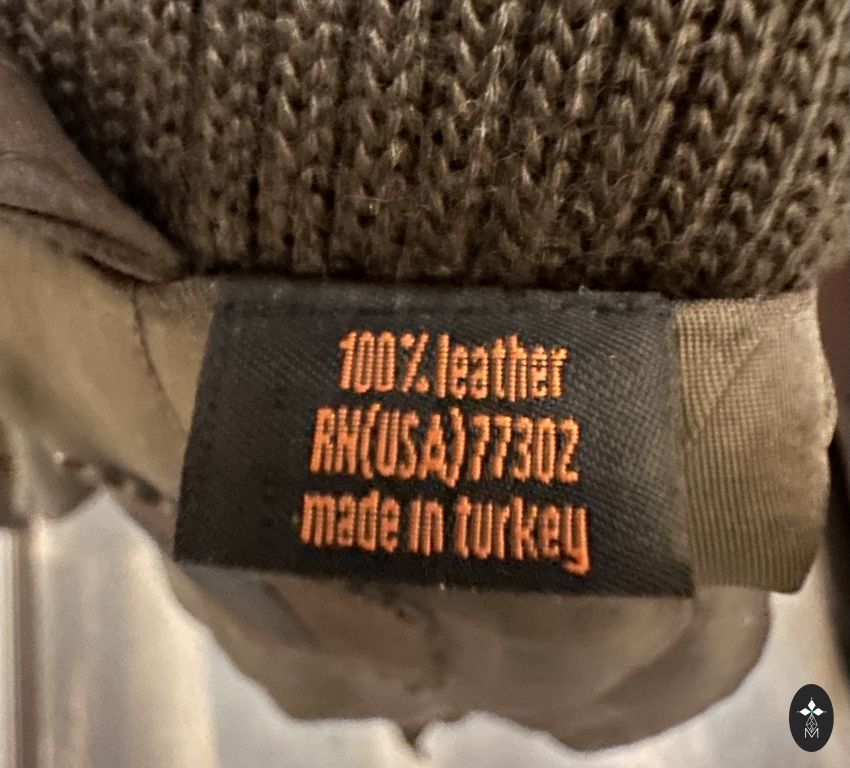 100% leather
RN(USA)77302
made in turkey
M